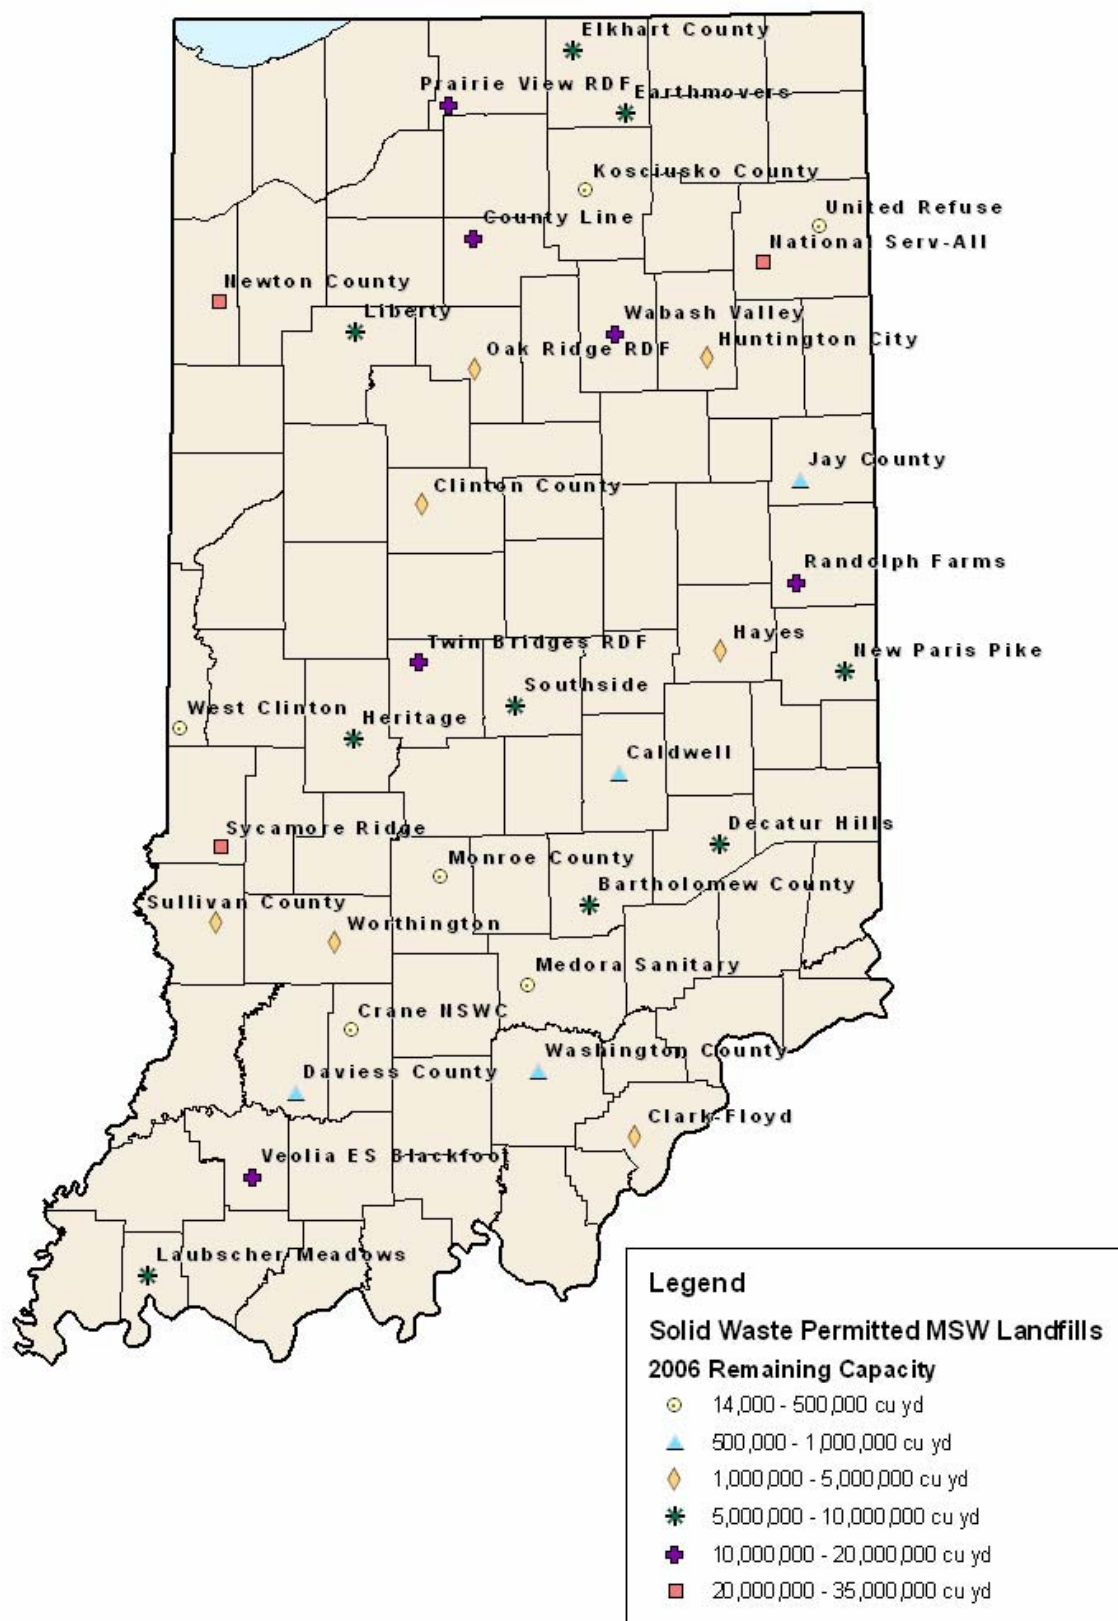 Elkhart County
Prairie View RDF
Earthmovers
Kosciusko County
United Refuse
County Line
National Serv-All
Newton County
Liberty
Wabash Valley
Huntington City
Oak Ridge RDF
Jay County
Clinton County
Randolph Farms
Hayes
Twin Bridges RDF
New Paris Pike
Southside
West Clinton
Heritage
Caldwell
Decatur Hills
Sycamore Ridge
Monroe County
Bartholomew County
Sullivan County
Worthington
Medora Sanitary
Crane NSWC
Washington County
Daviess County
Clark-Floyd
Veolia ES Blackfoot
Laubscher Meadows
Legend
Solid Waste Permitted MSW Landfills
2006 Remaining Capacity
14,000 - 500,000 cu yd
500,000 - 1,000,000 cu yd
1,000,000 - 5,000,000 cu yd
5,000,000 - 10,000,000 cu yd
10,000,000 - 20,000,000 cu yd
20,000,000 - 35,000,000 cu yd